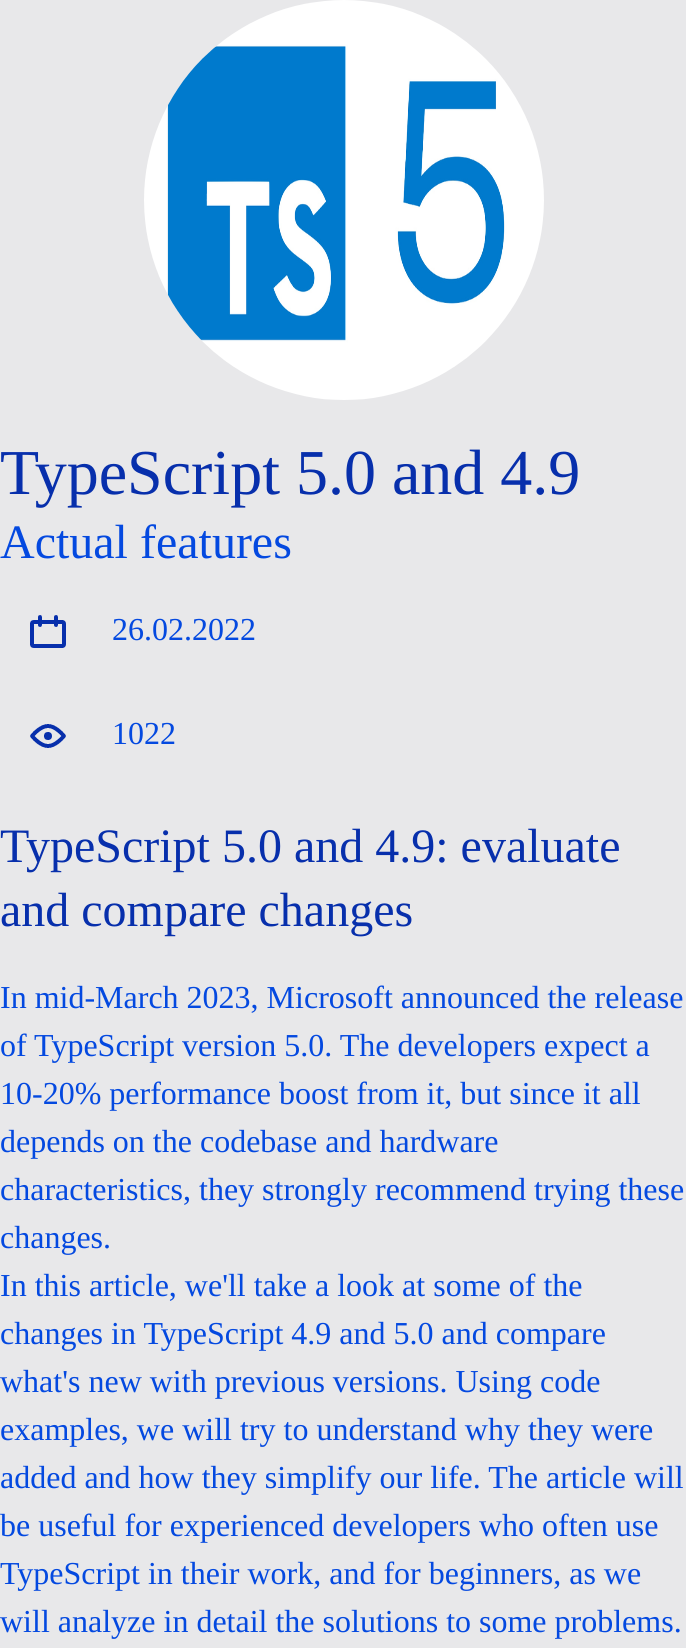 TS 5
TypeScript 5.0 and 4.9
Actual features
26.02.2022
1022
TypeScript 5.0 and 4.9: evaluate
and compare changes
In mid-March 2023, Microsoft announced the release
of TypeScript version 5.0. The developers expect a
10-20% performance boost from it, but since it all
depends on the codebase and hardware
characteristics, they strongly recommend trying these
changes.
In this article, we'll take a look at some of the
changes in TypeScript 4.9 and 5.0 and compare
what's new with previous versions. Using code
examples, we will try to understand why they were
added and how they simplify our life. The article will
be useful for experienced developers who often use
TypeScript in their work, and for beginners, as we
will analyze in detail the solutions to some problems.